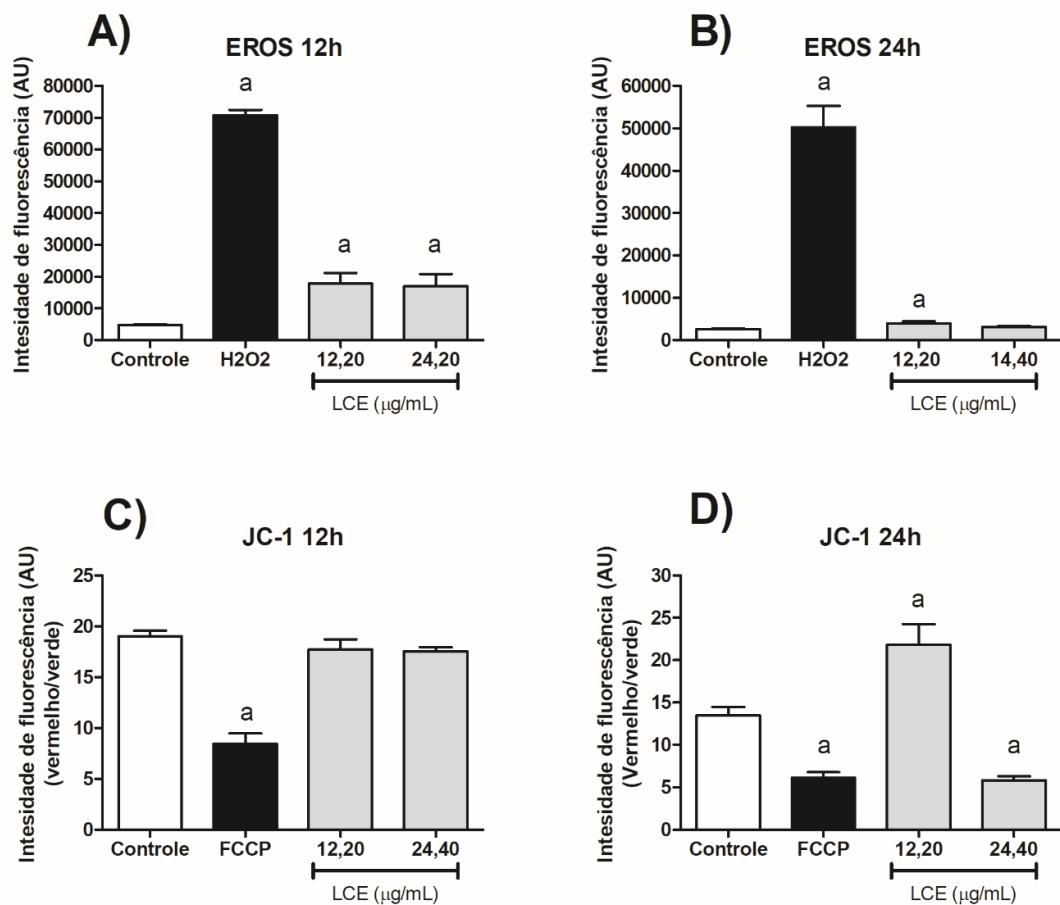 A)
EROS 12h
Intesidade de fluorescência (AU)
80000
70000
60000
50000
40000
30000
20000
10000
0
a
a
a
Controle
H2O2
12,20
24,20
LCE (μg/mL)
B)
EROS 24h
Intesidade de fluorescência (AU)
60000
50000
40000
30000
20000
10000
0
a
a
Controle
H2O2
12,20
14,40
LCE (μg/mL)
C)
JC-1 12h
Intesidade de fluorescência (AU)
(vermelho/verde)
25
20
15
10
5
0
a
Controle
FCCP
12,20
24,40
LCE (μg/mL)
D)
JC-1 24h
Intesidade de fluorescência (AU)
(Vermelho/verde)
30
25
20
15
10
5
0
a
a
a
Controle
FCCP
12,20
24,40
LCE (μg/mL)